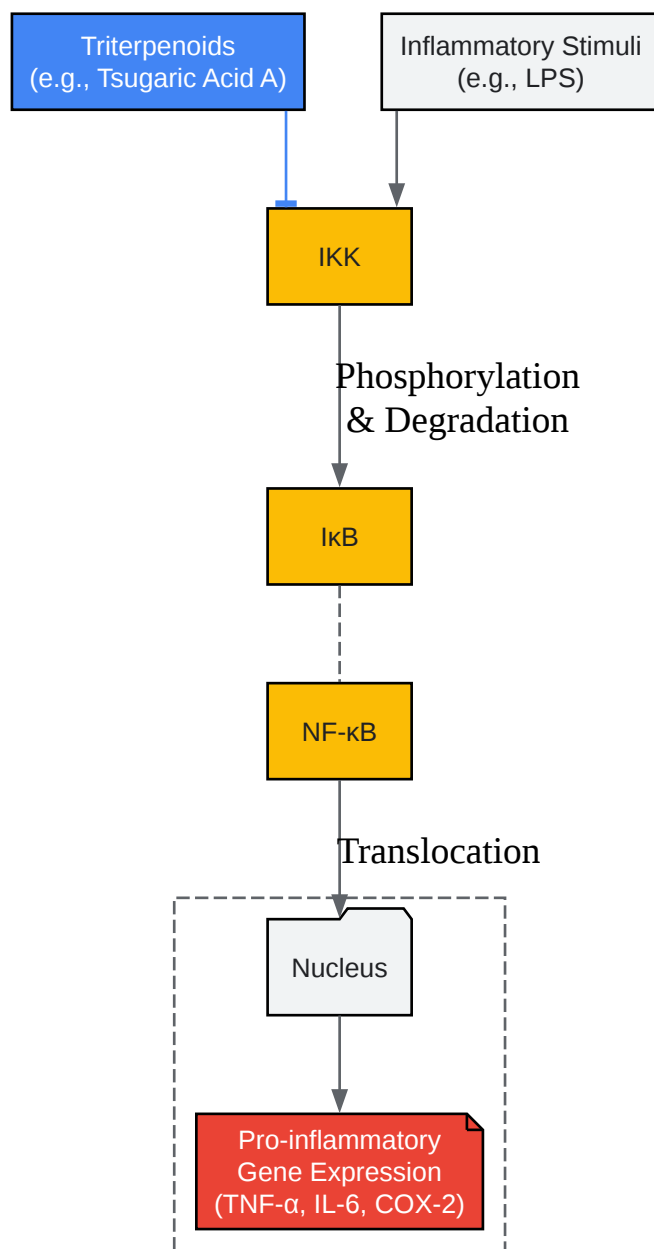 Triterpenoids
(e.g., Tsugaric Acid A)
Inflammatory Stimuli
(e.g., LPS)
IKK
Phosphorylation
& Degradation
IκB
NF-κB
Translocation
Nucleus
Pro-inflammatory
Gene Expression
(TNF-α, IL-6, COX-2)